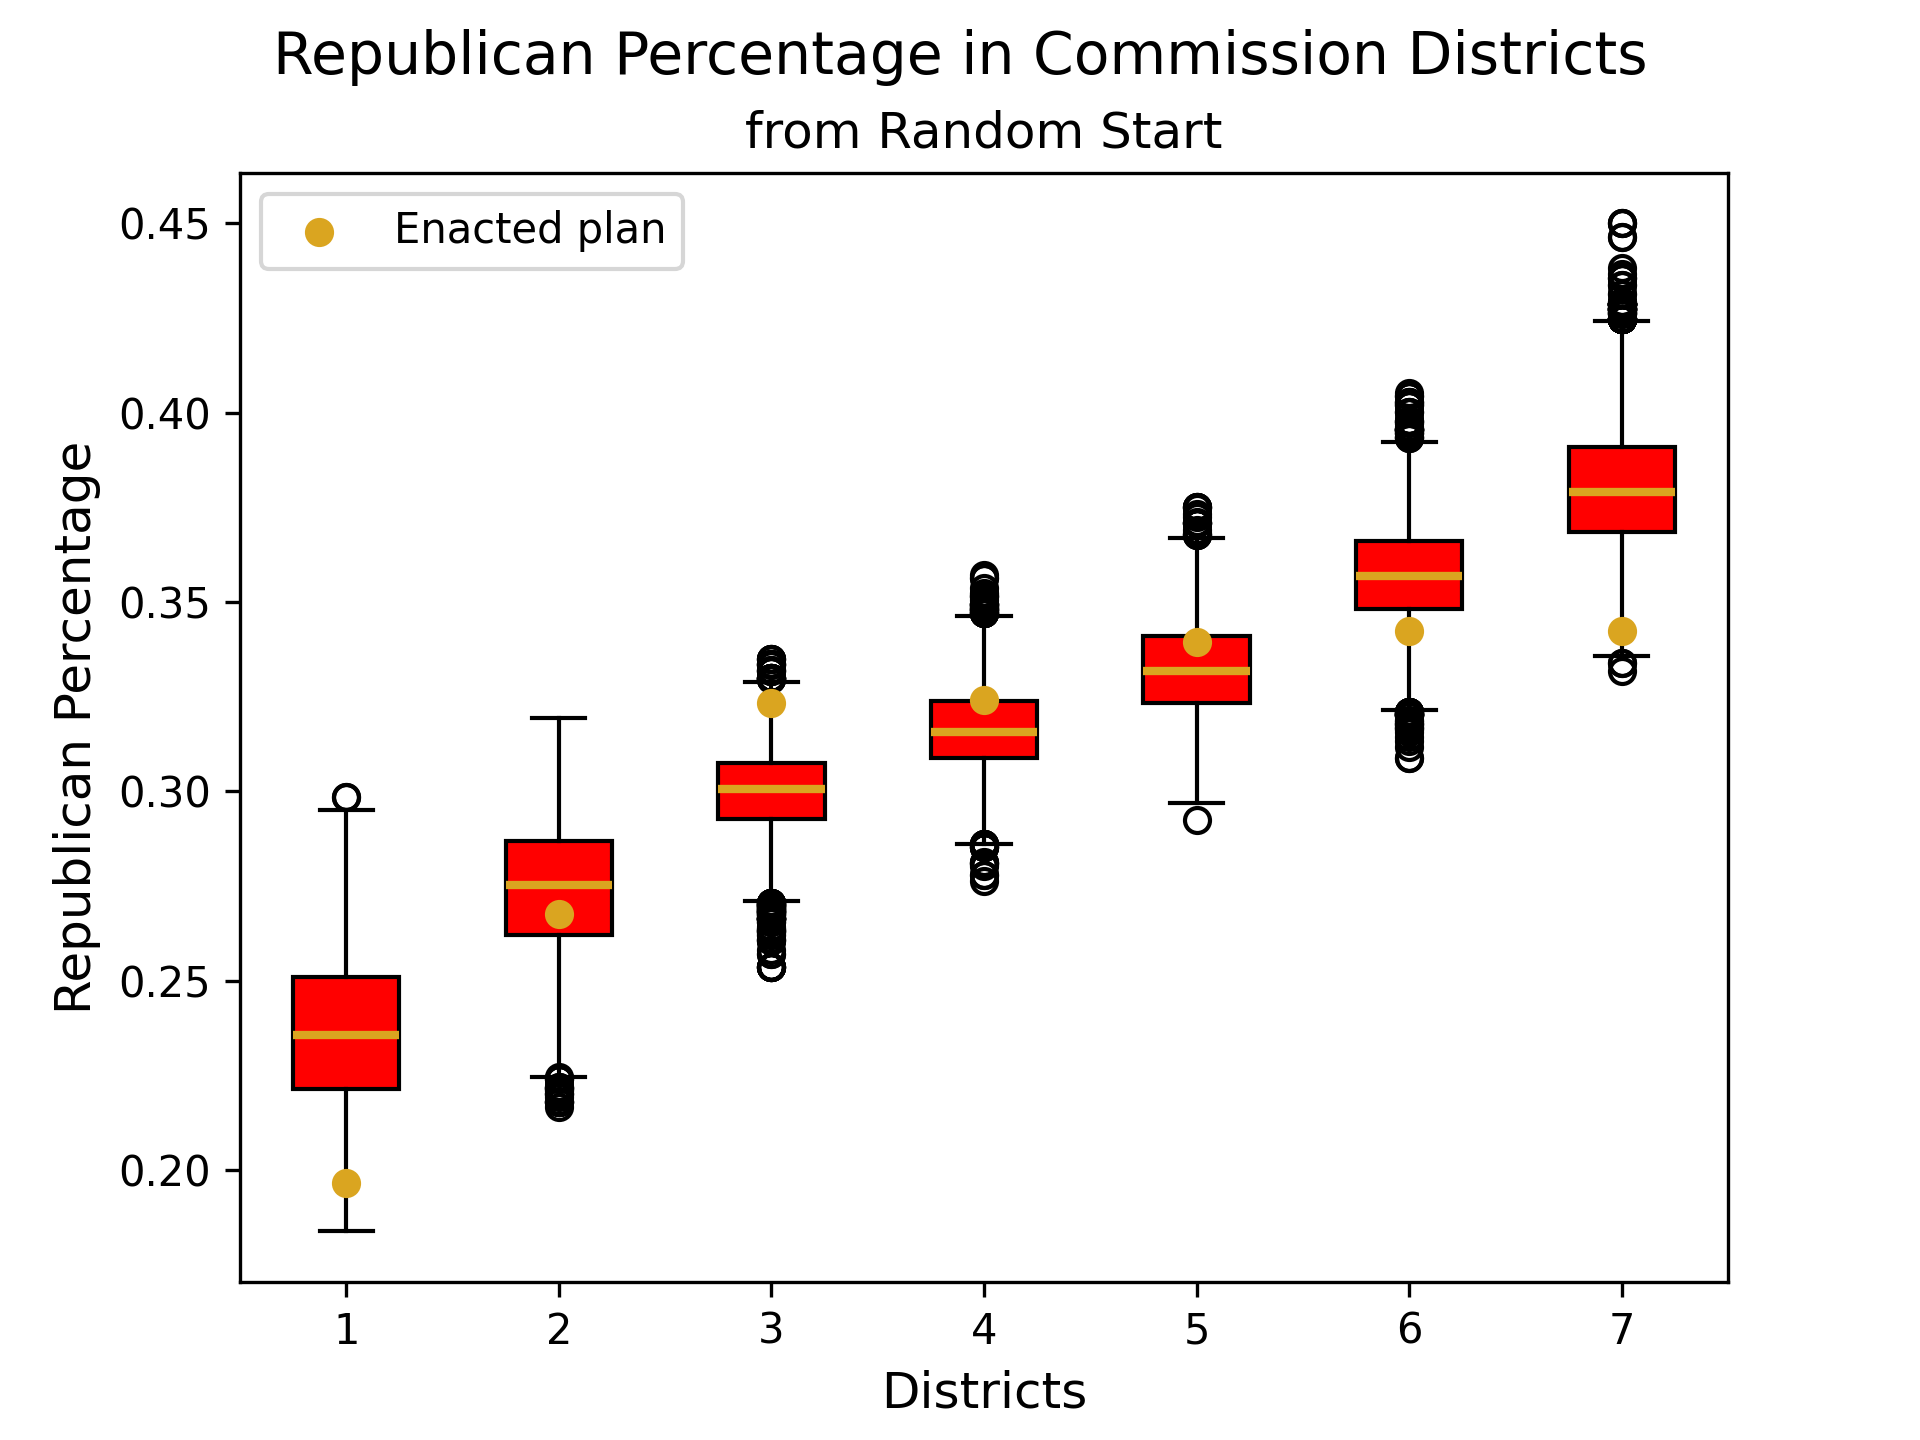 Republican Percentage in Commission Districts
from Random Start
Enacted plan
Republican Percentage
0.45
0.40
0.35
0.30
0.25
0.20
1 2 3 4 5 6 7
Districts